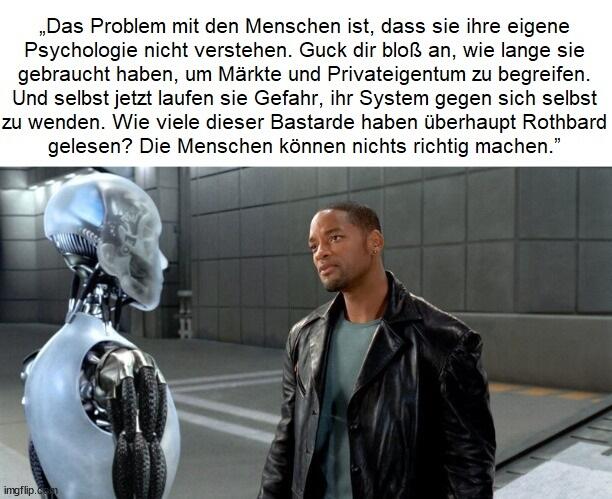 „Das Problem mit den Menschen ist, dass sie ihre eigene
Psychologie nicht verstehen. Guck dir bloß an, wie lange sie
gebraucht haben, um Märkte und Privateigentum zu begreifen.
Und selbst jetzt laufen sie Gefahr, ihr System gegen sich selbst
zu wenden. Wie viele dieser Bastarde haben überhaupt Rothbard
gelesen? Die Menschen können nichts richtig machen.”
imgflip.com